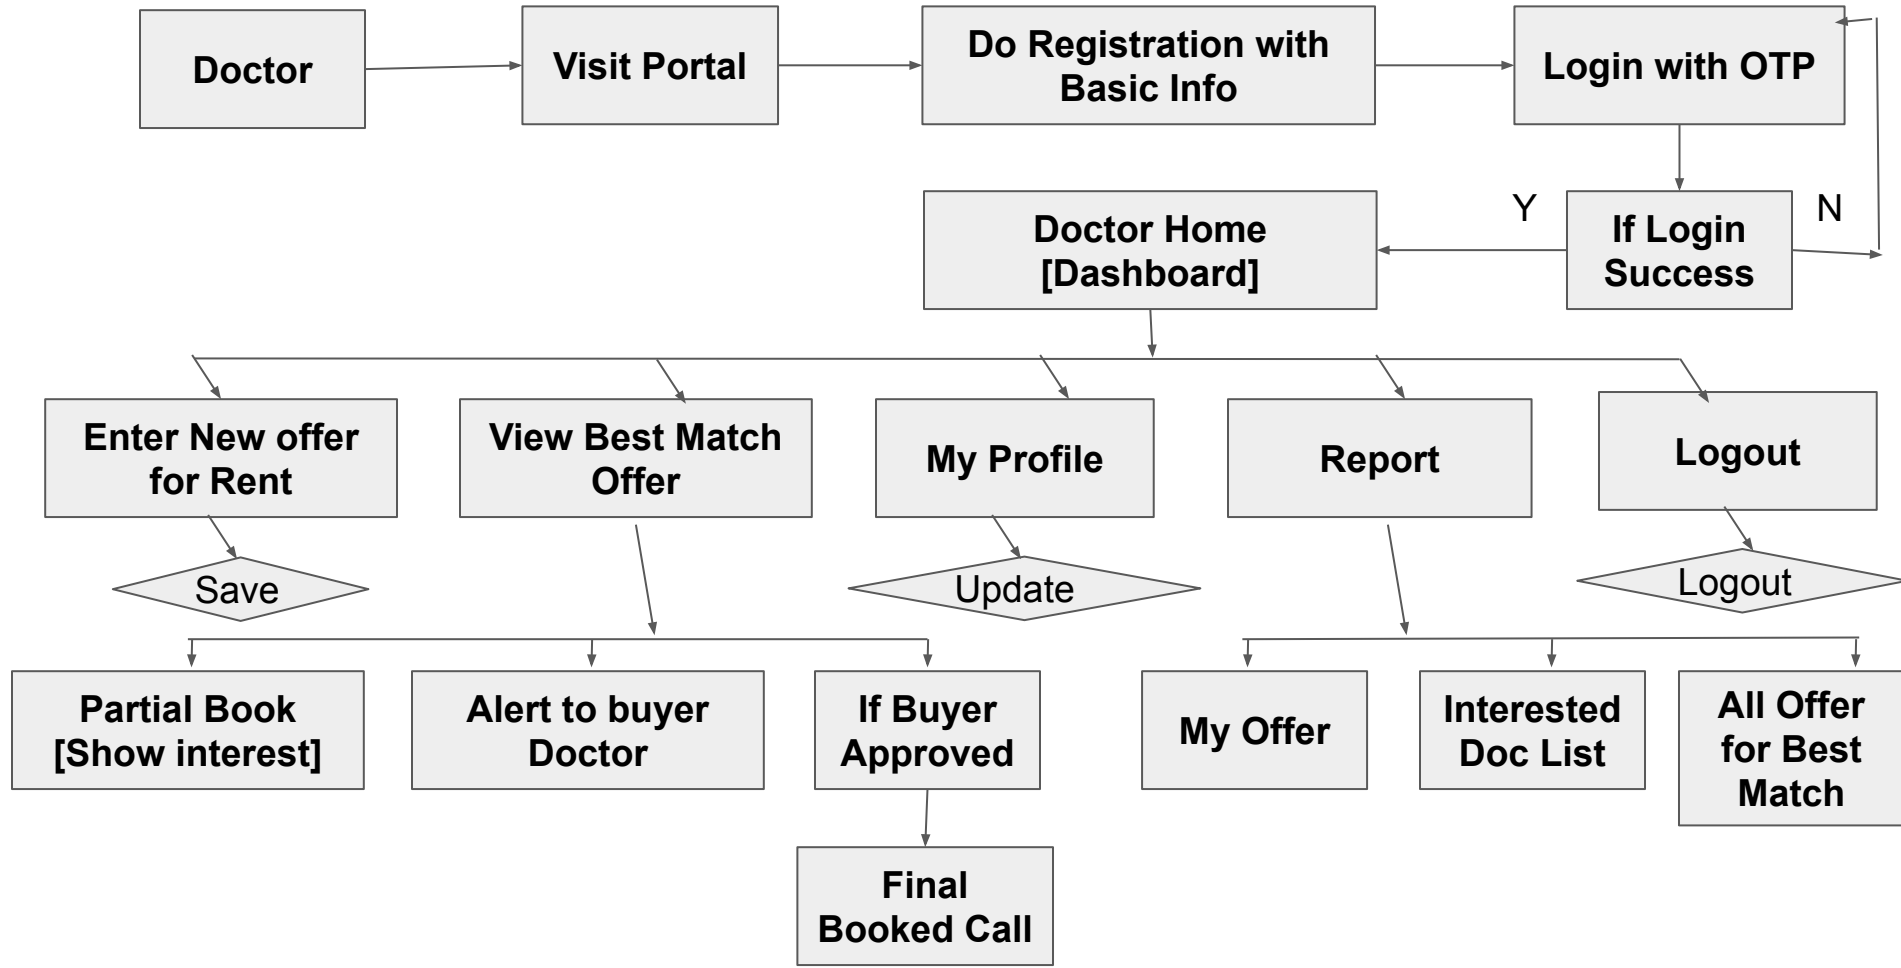 Doctor
Visit Portal
Do Registration with
Basic Info
Login with OTP
Doctor Home
[Dashboard]
Y
If Login
Success
N
Enter New offer
for Rent
View Best Match
Offer
My Profile
Report
Logout
Save
Update
Logout
Partial Book
[Show interest]
Alert to buyer
Doctor
If Buyer
Approved
My Offer
Interested
Doc List
All Offer
for Best
Match
Final
Booked Call